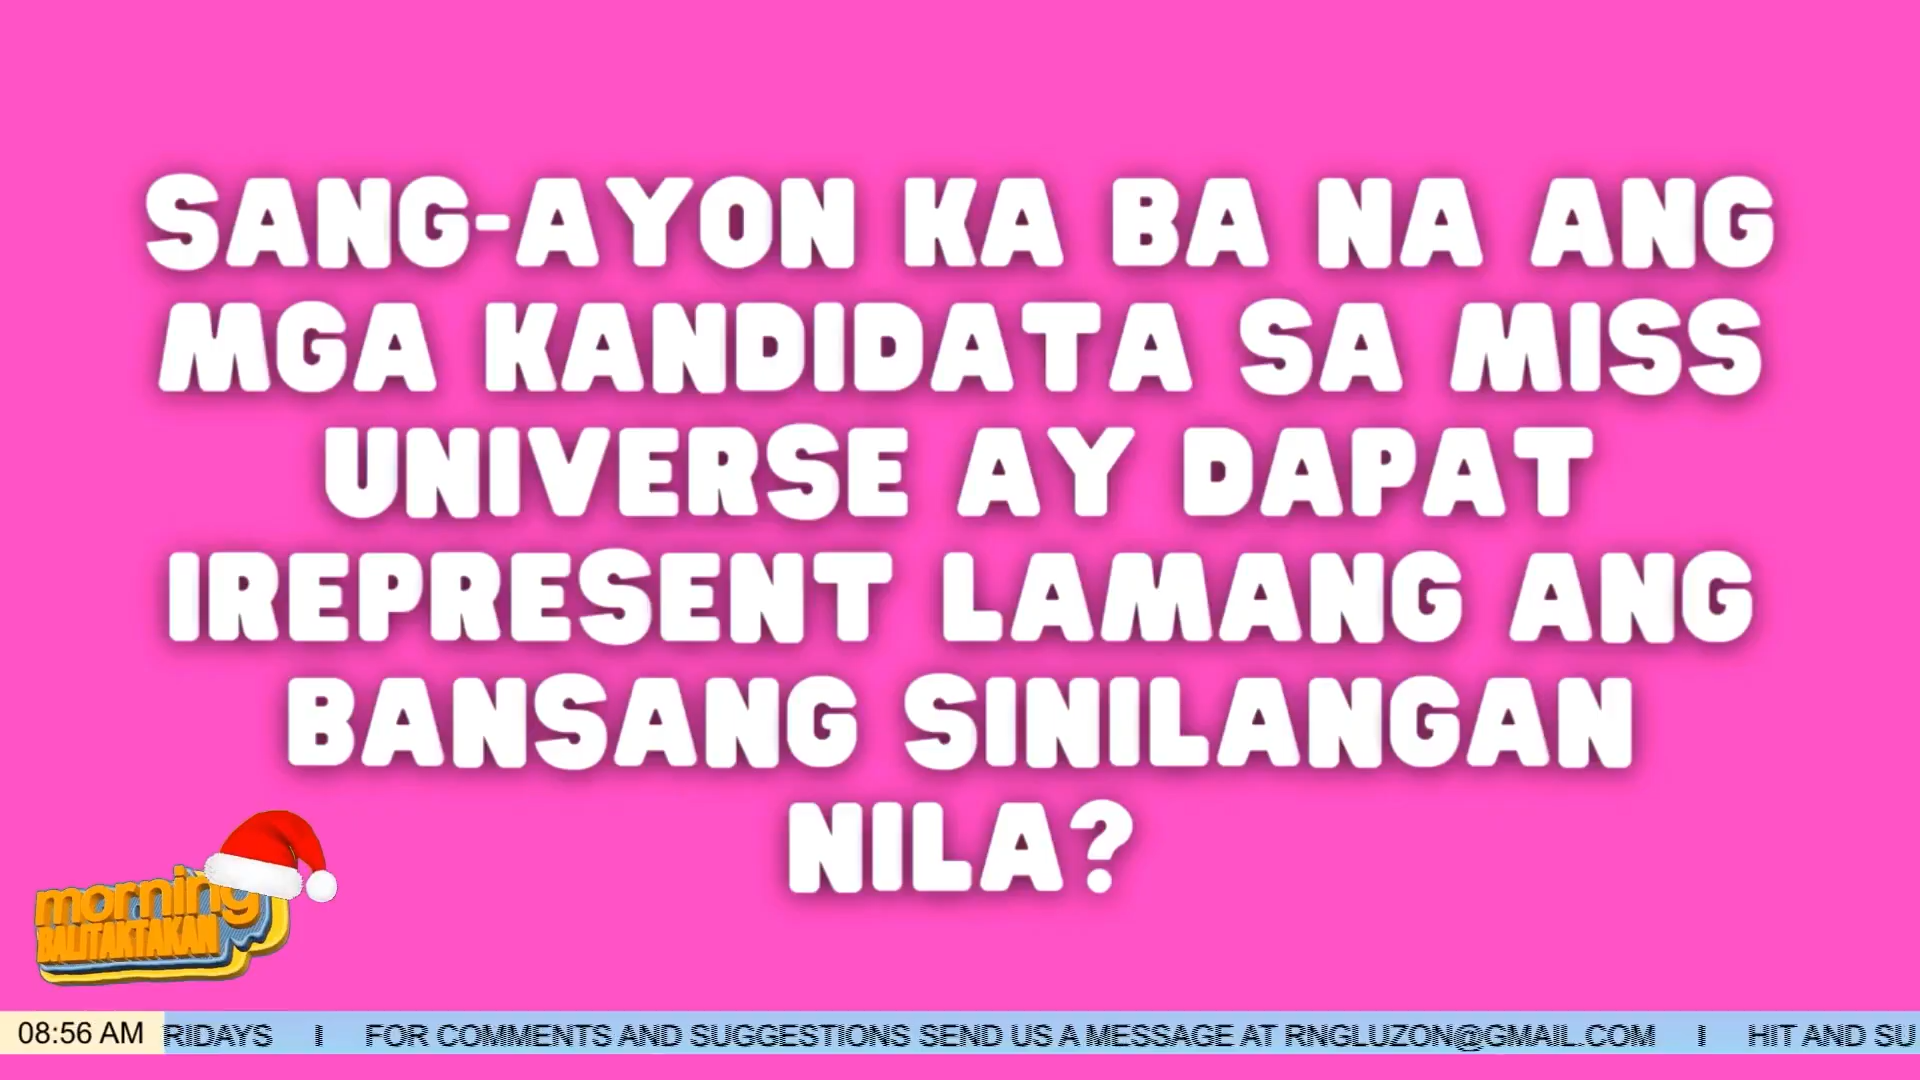 SANG-AYON KA BA NA ANG
MGA KANDIDATA SA MISS
UNIVERSE AY DAPAT
IREPRESENT LAMANG ANG
BANSANG SINILANGAN
NILA?
morning
BALITAKTAKAN
08:56 AM RIDAYS I FOR COMMENTS AND SUGGESTIONS SEND US A MESSAGE AT RNGLUZON@GMAIL.COM I HIT AND SU